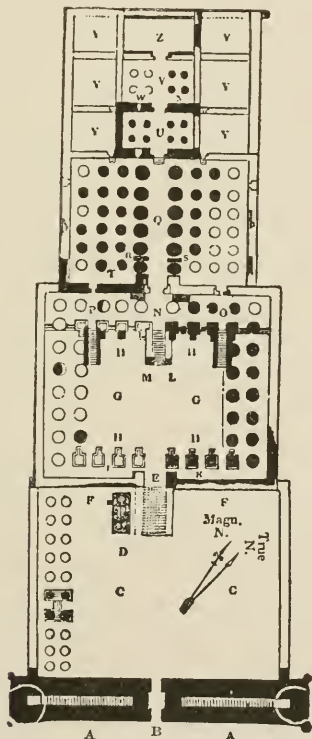 Y Z Y
Y V Y
W
Y U Y
Q
R S
T
P N O
H H
M L
G G
H H
I K
E
F F
Magn.
N.
True
N.
D
C C
A B A